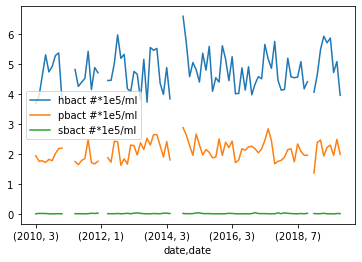 6
5
4
3
2
1
0
hbact #*1e5/ml
pbact #*1e5/ml
sbact #*1e5/ml
(2010, 3) (2012, 1) (2014, 3) (2016, 3) (2018, 7)
date,date